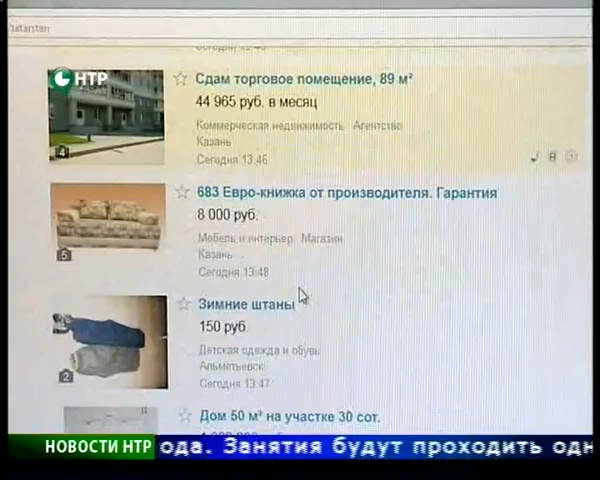 tatarstan
НТР
Сдам торговое помещение, 89 м²
44 965 руб. в месяц
Коммерческая недвижимость Агентство
Казань
Сегодня 13:46
4
683 Евро-книжка от производителя. Гарантия
8 000 руб.
Мебель и интерьер Магазин
Казань
Сегодня 13:48
5
Зимние штаны
150 руб.
Детская одежда и обувь
Альметьевск
Сегодня 13:47
2
Дом 50 м² на участке 30 сот.
НОВОСТИ НТР
ода. Занятия будут проходить одн